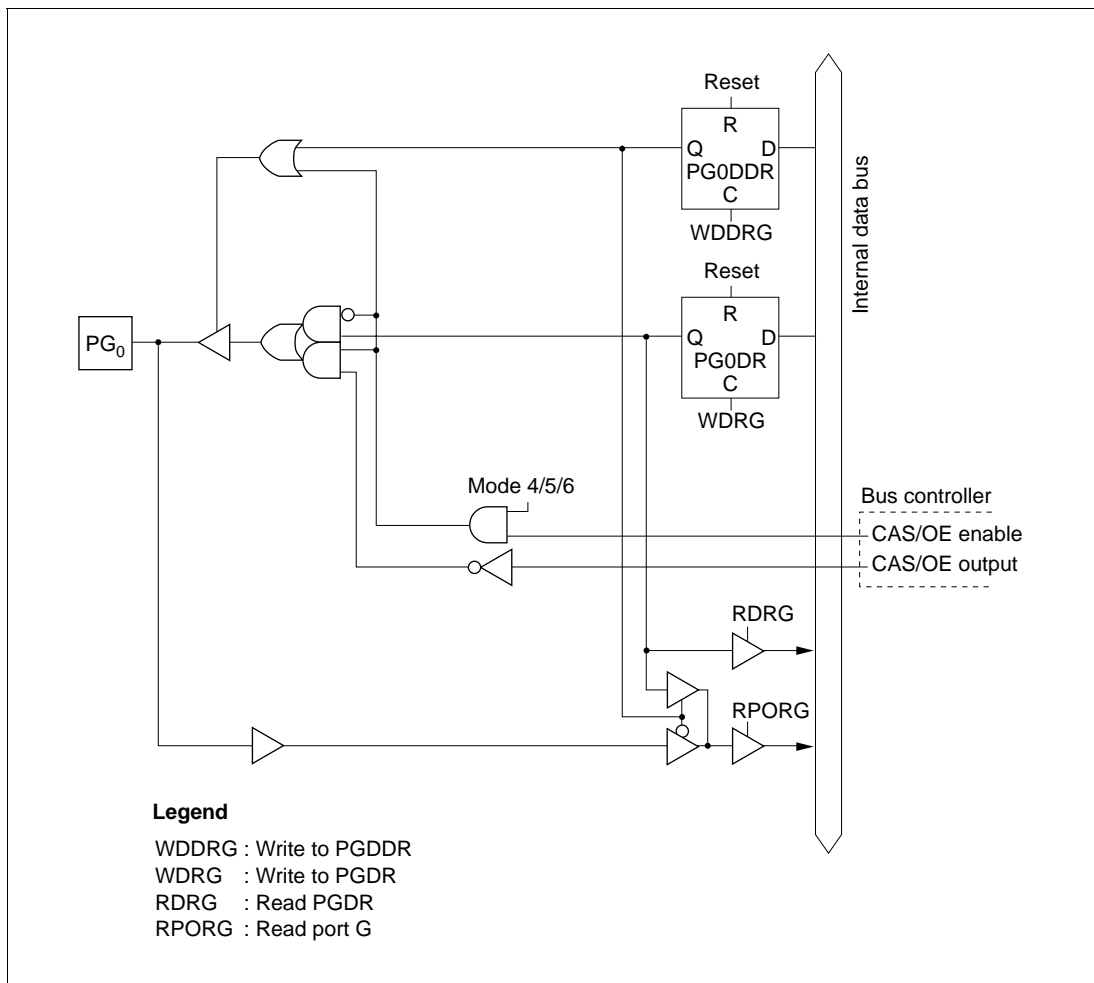 Reset
R
Q D
PG0DDR
C
WDDRG
Internal data bus
Reset
R
PG₀
Q D
PG0DR
C
WDRG
Mode 4/5/6
Bus controller
CAS/OE enable
CAS/OE output
RDRG
RPORG
Legend
WDDRG : Write to PGDDR
WDRG : Write to PGDR
RDRG : Read PGDR
RPORG : Read port G